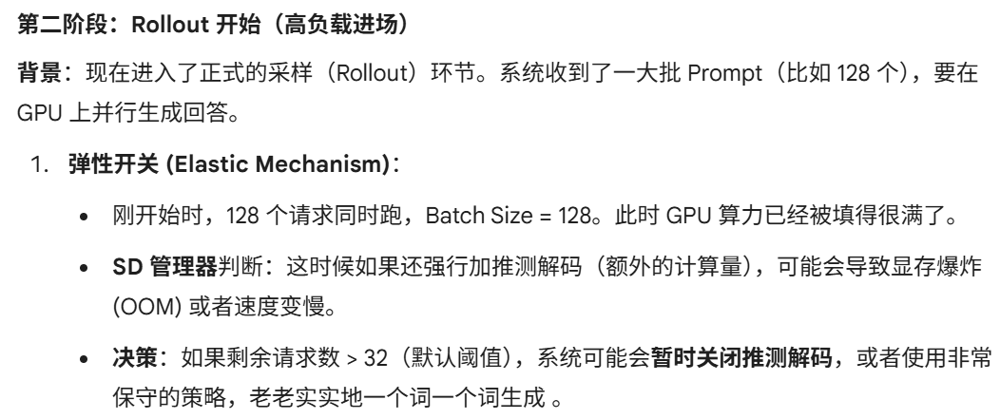 第二阶段：Rollout 开始（高负载进场）
背景：现在进入了正式的采样（Rollout）环节。系统收到了一大批 Prompt（比如 128 个），要在
GPU 上并行生成回答。
1. 弹性开关 (Elastic Mechanism)：
• 刚开始时，128 个请求同时跑，Batch Size = 128。此时 GPU 算力已经被填得很满了。
• SD 管理器判断：这时候如果还强行加推测解码（额外的计算量），可能会导致显存爆炸
(OOM) 或者速度变慢。
• 决策：如果剩余请求数 > 32（默认阈值），系统可能会暂时关闭推测解码，或者使用非常
保守的策略，老老实实地一个词一个词生成 。